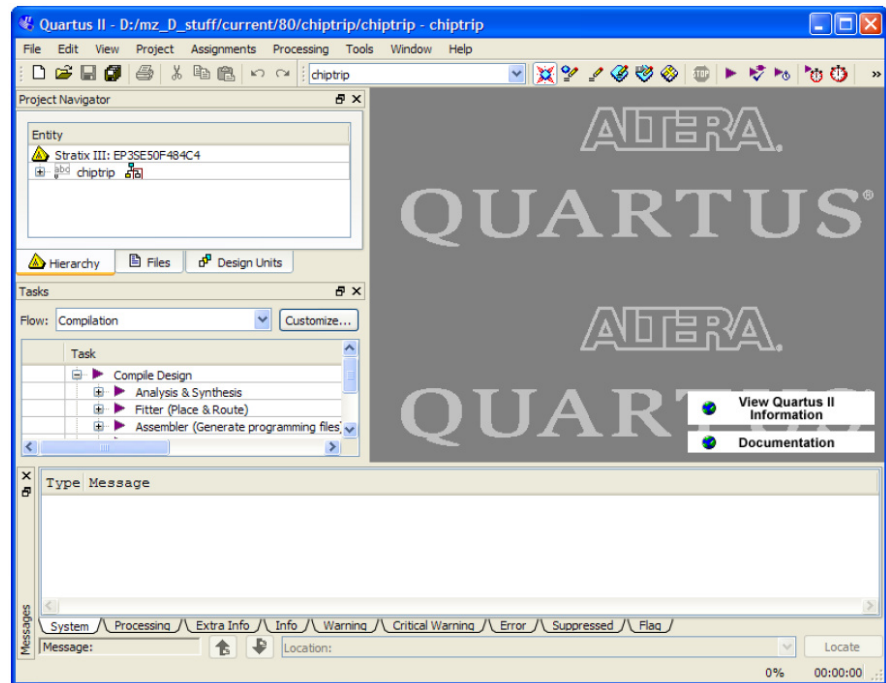 Quartus II - D:/mz_D_stuff/current/80/chiptrip/chiptrip - chiptrip
File Edit View Project Assignments Processing Tools Window Help
chiptrip STOP »
Project Navigator
Entity
Stratix III: EP3SE50F484C4
abd chiptrip
Hierarchy Files Design Units
Tasks
Flow: Compilation Customize...
Task
Compile Design
Analysis & Synthesis
Fitter (Place & Route)
Assembler (Generate programming files)
ALTERA.
QUARTUS®
ALTERA.
QUARTUS
View Quartus II
Information
Documentation
Type Message
Messages
System Processing Extra Info Info Warning Critical Warning Error Suppressed Flag
Message: Location: Locate
0% 00:00:00